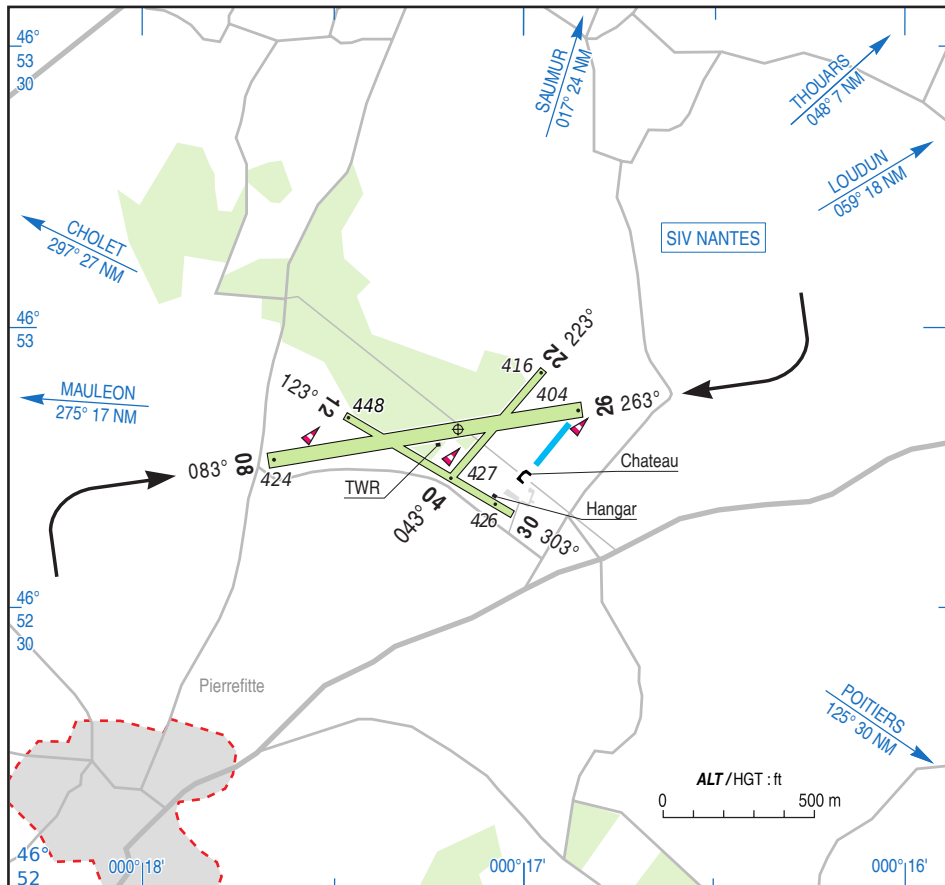 46°
53
30
SAUMUR
017° 24 NM
THOUARS
048° 7 NM
LOUDUN
059° 18 NM
CHOLET
297° 27 NM
SIV NANTES
46°
53
MAULEON
275° 17 NM
123°
12
448
416
22
223°
404
26
263°
083°
08
424
TWR
427
04
043°
426
30
303°
Chateau
Hangar
46°
52
30
Pierrefitte
POITIERS
125° 30 NM
ALT / HGT : ft
0
500 m
46°
52
000° 18'
000° 17'
000° 16'